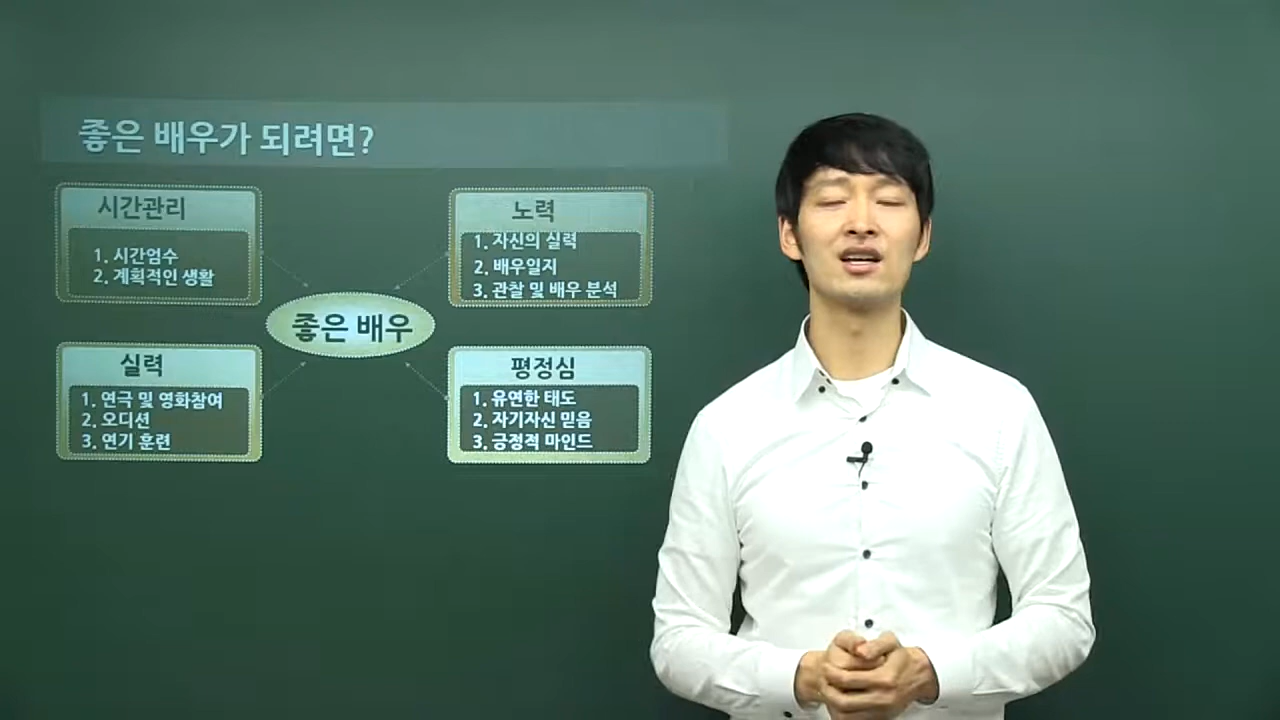 좋은 배우가 되려면?
시간관리
1. 시간엄수
2. 계획적인 생활
노력
1. 자신의 실력
2. 배우일지
3. 관찰 및 배우 분석
좋은 배우
실력
1. 연극 및 영화참여
2. 오디션
3. 연기 훈련
평정심
1. 유연한 태도
2. 자기자신 믿음
3. 긍정적 마인드